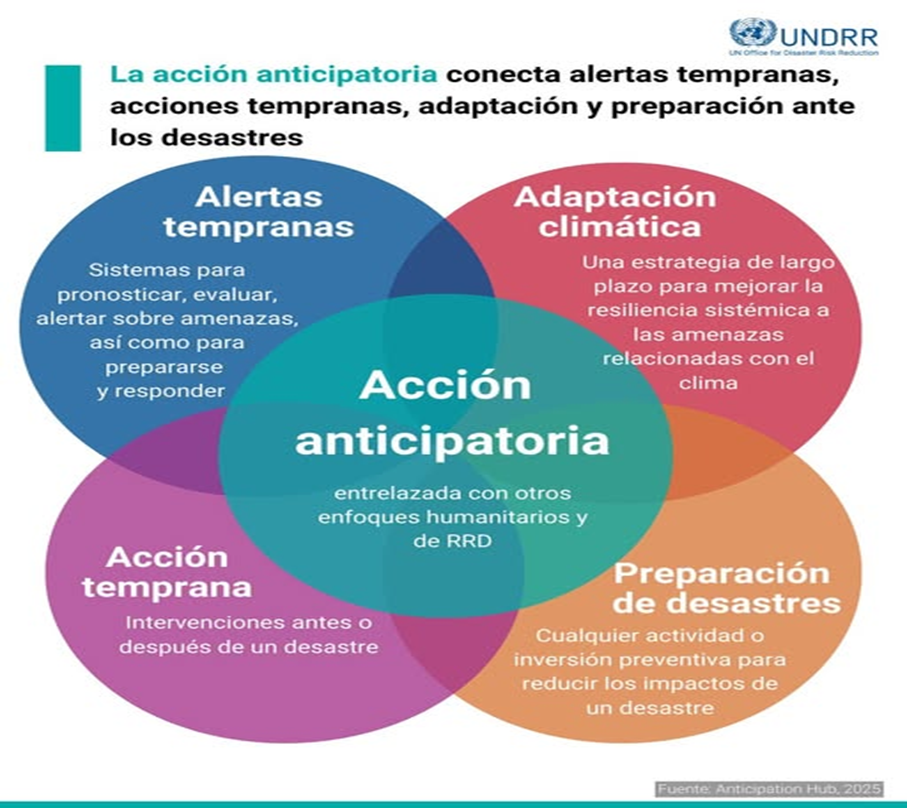 UNDRR
UN Office for Disaster Risk Reduction
La acción anticipatoria conecta alertas tempranas,
acciones tempranas, adaptación y preparación ante
los desastres
Alertas
tempranas
Sistemas para
pronosticar, evaluar,
alertar sobre amenazas,
así como para
prepararse
y responder
Adaptación
climática
Una estrategia de largo
plazo para mejorar la
resiliencia sistémica a
las amenazas
relacionadas con el
clima
Acción
anticipatoria
entrelazada con otros
enfoques humanitarios y
de RRD
Acción
temprana
Intervenciones antes o
después de un desastre
Preparación
de desastres
Cualquier actividad o
inversión preventiva para
reducir los impactos de
un desastre
Fuente: Anticipation Hub, 2025